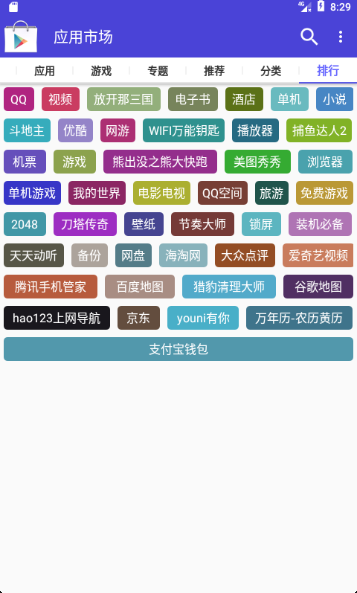 4G 8:29
应用市场
应用 游戏 专题 推荐 分类 排行
QQ 视频 放开那三国 电子书 酒店 单机 小说
斗地主 优酷 网游 WIFI万能钥匙 播放器 捕鱼达人2
机票 游戏 熊出没之熊大快跑 美图秀秀 浏览器
单机游戏 我的世界 电影电视 QQ空间 旅游 免费游戏
2048 刀塔传奇 壁纸 节奏大师 锁屏 装机必备
天天动听 备份 网盘 海淘网 大众点评 爱奇艺视频
腾讯手机管家 百度地图 猎豹清理大师 谷歌地图
hao123上网导航 京东 youni有你 万年历-农历黄历
支付宝钱包